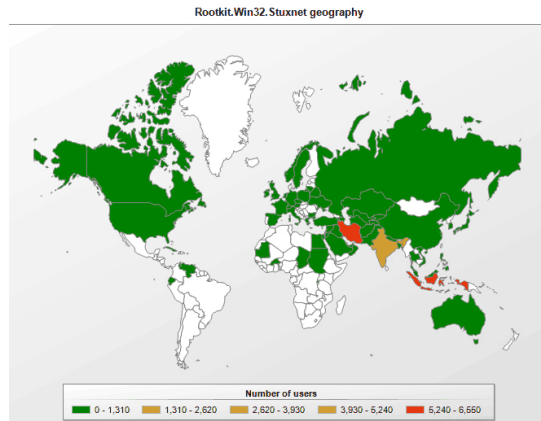 Rootkit.Win32.Stuxnet geography
Number of users
0 - 1,310 1,310 - 2,620 2,620 - 3,930 3,930 - 5,240 5,240 - 6,550